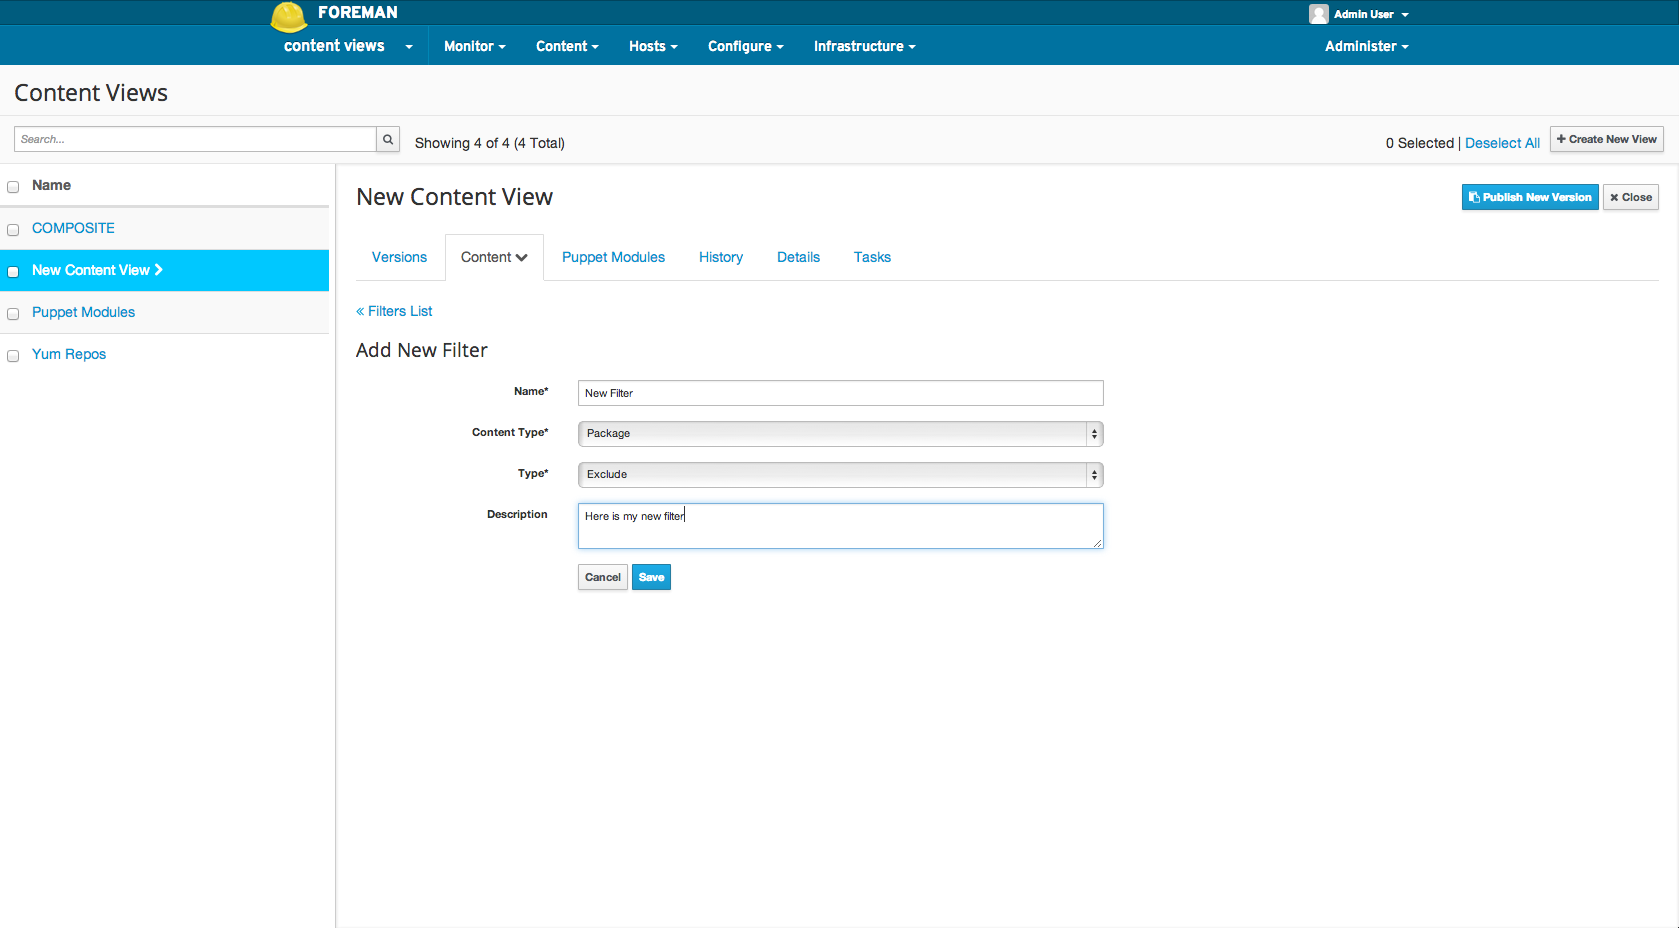 FOREMAN
Admin User
content views
Monitor
Content
Hosts
Configure
Infrastructure
Administer
Content Views
Search...
Showing 4 of 4 (4 Total)
0 Selected | Deselect All
+ Create New View
Name
COMPOSITE
New Content View
Puppet Modules
Yum Repos
New Content View
Publish New Version
Close
Versions
Content
Puppet Modules
History
Details
Tasks
« Filters List
Add New Filter
Name*
New Filter
Content Type*
Package
Type*
Exclude
Description
Here is my new filter
Cancel
Save